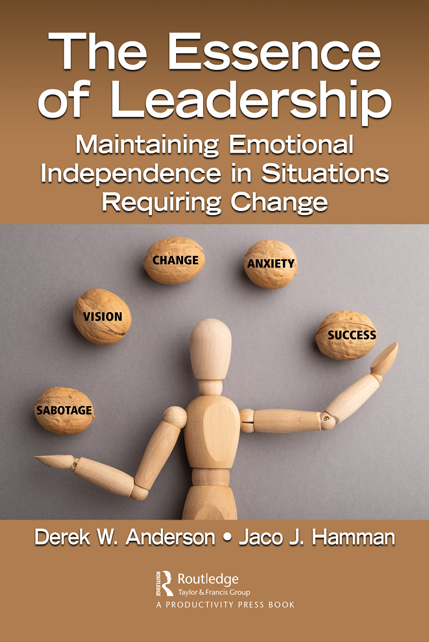 The Essence
of Leadership
Maintaining Emotional
Independence in Situations
Requiring Change
CHANGE
ANXIETY
VISION
SUCCESS
SABOTAGE
Derek W. Anderson • Jaco J. Hamman
ROUTLEDGE
Routledge
Taylor & Francis Group
A PRODUCTIVITY PRESS BOOK